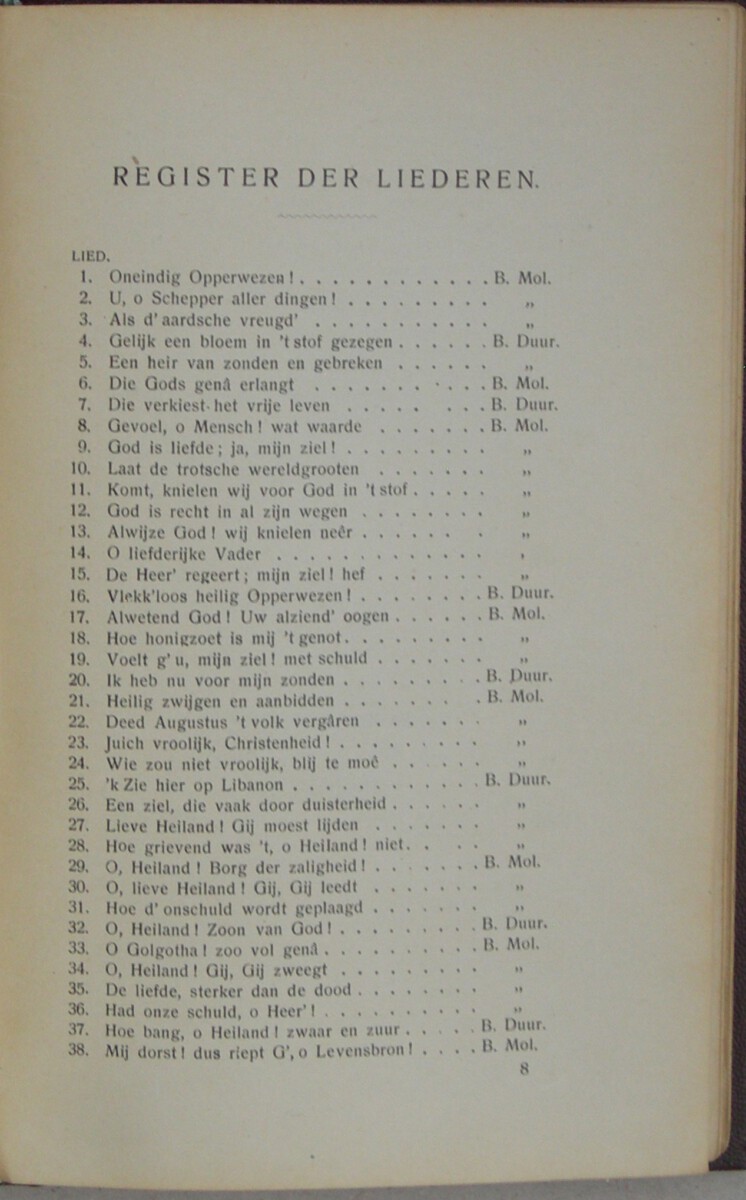 REGISTER DER LIEDEREN.
LIED.
1. Oneindig Opperwezen! . . . . . . . . . . . . B. Mol.
2. U, o Schepper aller dingen! . . . . . . . . . „
3. Als d' aardsche vreugd' . . . . . . . . . . . „
4. Gelijk een bloem in 't stof gezegen . . . . . . B. Duur.
5. Een heir van zonden en gebreken . . . . . . „
6. Die Gods genâ erlangt . . . . . . . . . . B. Mol.
7. Die verkiest het vrije leven . . . . . . . . . B. Duur.
8. Gevoel, o Mensch! wat waarde . . . . . . . B. Mol.
9. God is liefde; ja, mijn ziel! . . . . . . . . . „
10. Laat de trotsche wereldgrooten . . . . . . . „
11. Komt, knielen wij voor God in 't stof . . . . . „
12. God is recht in al zijn wegen . . . . . . . . „
13. Alwijze God! wij knielen neêr . . . . . . . . „
14. O liefderijke Vader . . . . . . . . . . . . . ,
15. De Heer' regeert; mijn ziel! hef . . . . . . . „
16. Vlekk'loos heilig Opperwezen! . . . . . . . . B. Duur.
17. Alwetend God! Uw alziend' oogen . . . . . . B. Mol.
18. Hoe honigzoet is mij 't genot . . . . . . . . . „
19. Voelt g' u, mijn ziel! met schuld . . . . . . . „
20. Ik heb nu voor mijn zonden . . . . . . . . . B. Duur.
21. Heilig zwijgen en aanbidden . . . . . . . . B. Mol.
22. Deed Augustus 't volk vergâren . . . . . . . „
23. Juich vroolijk, Christenheid! . . . . . . . . . „
24. Wie zou niet vroolijk, blij te moê . . . . . . „
25. 'k Zie hier op Libanon . . . . . . . . . . . . B. Duur.
26. Een ziel, die vaak door duisterheid . . . . . . „
27. Lieve Heiland! Gij moest lijden . . . . . . . „
28. Hoe grievend was 't, o Heiland! niet . . . . „
29. O, Heiland! Borg der zaligheid! . . . . . . . B. Mol.
30. O, lieve Heiland! Gij, Gij leedt . . . . . . . „
31. Hoe d' onschuld wordt geplaagd . . . . . . . „
32. O, Heiland! Zoon van God! . . . . . . . . . B. Duur.
33. O Golgotha! zoo vol genâ . . . . . . . . . . B. Mol.
34. O, Heiland! Gij, Gij zweegt . . . . . . . . . „
35. De liefde, sterker dan de dood . . . . . . . . „
36. Had onze schuld, o Heer'! . . . . . . . . . . „
37. Hoe bang, o Heiland! zwaar en zuur . . . . . B. Duur.
38. Mij dorst! dus riept G', o Levensbron! . . . . B. Mol.
8